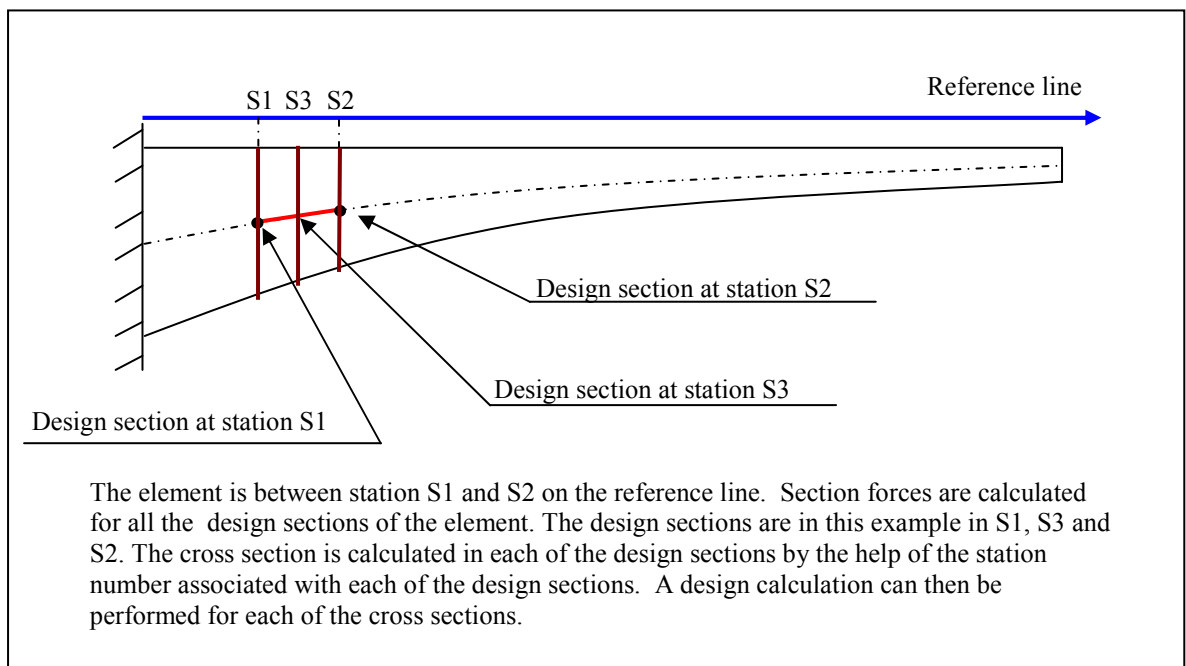 Reference line
S1 S3 S2
Design section at station S2
Design section at station S3
Design section at station S1
The element is between station S1 and S2 on the reference line.  Section forces are calculated
for all the  design sections of the element. The design sections are in this example in S1, S3 and
S2. The cross section is calculated in each of the design sections by the help of the station
number associated with each of the design sections.  A design calculation can then be
performed for each of the cross sections.